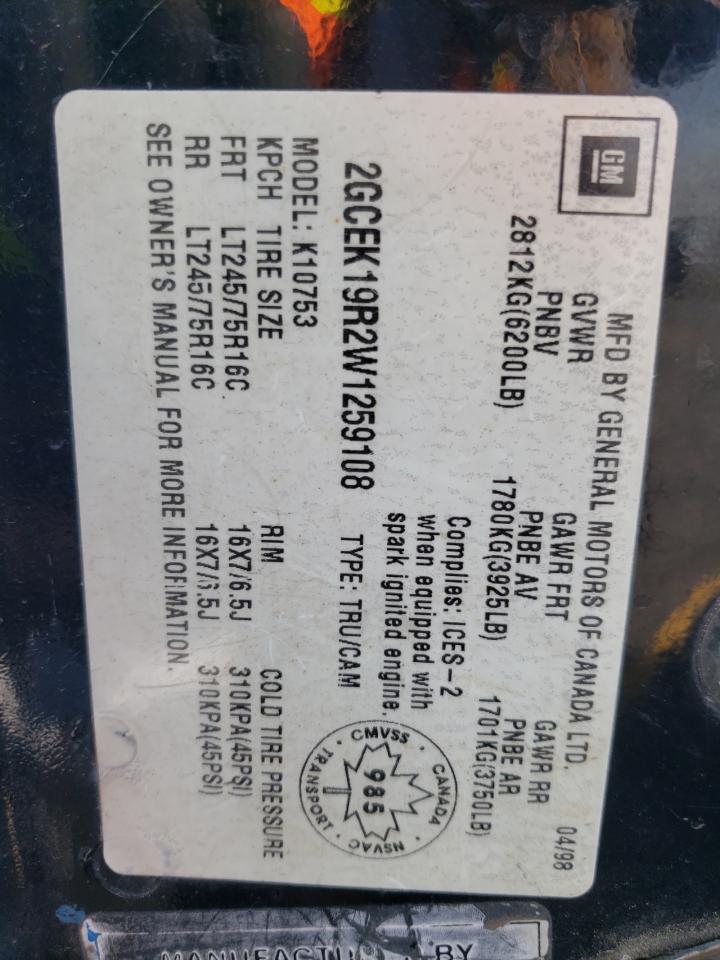 GM
MFD BY GENERAL MOTORS OF CANADA LTD.
04/98
GVWR GAWR FRT GAWR RR
PNBV PNBE AV PNBE AR
2812KG(6200LB) 1780KG(3925LB) 1701KG(3750LB)
Complies: ICES-2
when equipped with
spark ignited engine.
2GCEK19R2W1259108 TYPE: TRU/CAM
CMVSS · CANADA · NSVAC · TRANSPORT ·
985
MODEL: K10753
KPCH TIRE SIZE RIM COLD TIRE PRESSURE
FRT LT245/75R16C 16X7/6.5J 310KPA(45PSI)
RR LT245/75R16C 16X7/6.5J 310KPA(45PSI)
SEE OWNER'S MANUAL FOR MORE INFORMATION.
BY